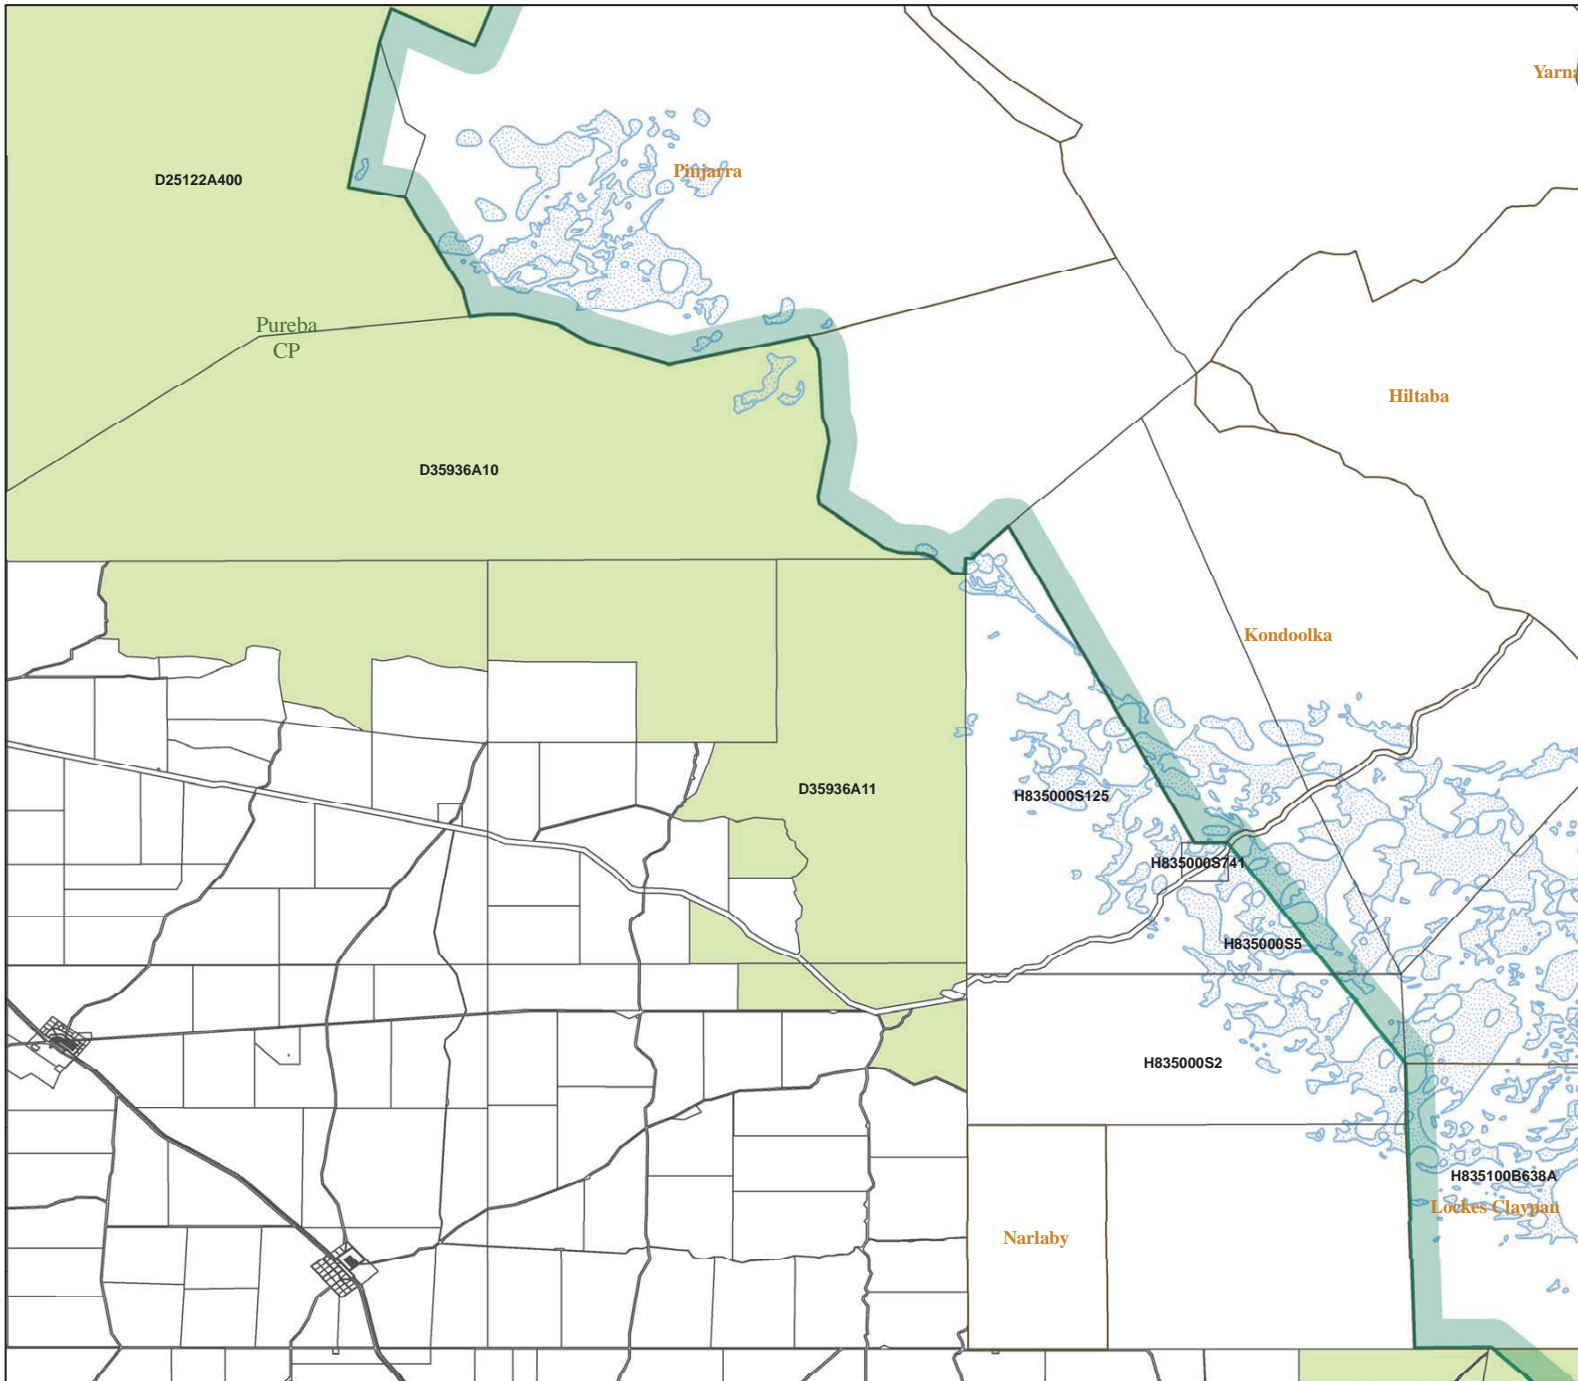 Yarna
Pinjarra
D25122A400
Pureba
CP
Hiltaba
D35936A10
Kondoolka
D35936A11
H835000S125
H835000S741
H835000S5
H835000S2
H835100B638A
Lockes Claypan
Narlaby